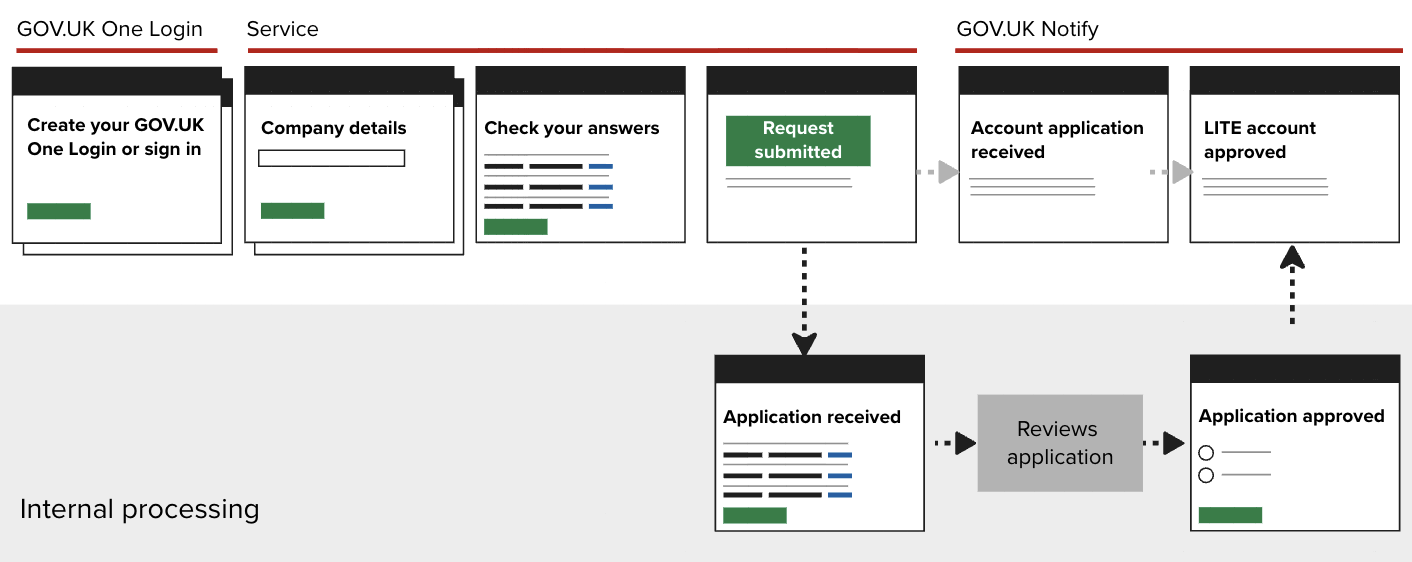 GOV.UK One Login
Service
GOV.UK Notify
Create your GOV.UK
One Login or sign in
Company details
Check your answers
Request
submitted
Account application
received
LITE account
approved
Application received
Reviews
application
Application approved
Internal processing